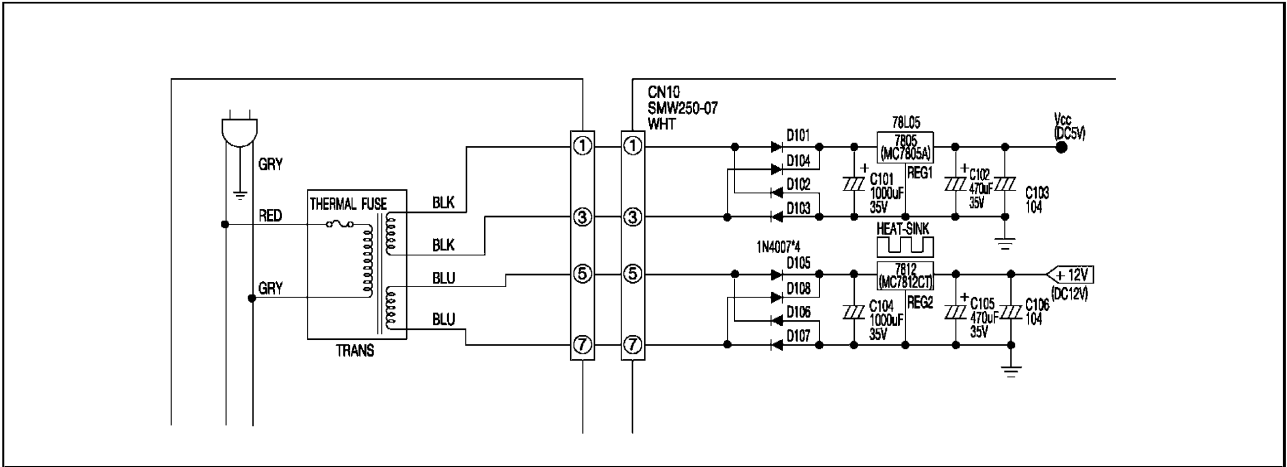 GRY
RED
GRY
THERMAL FUSE
TRANS
BLK
BLK
BLU
BLU
1
3
5
7
CN10
SMW250-07
WHT
1
3
5
7
D101
D104
D102
D103
C101
1000uF
35V
78L05
7805
(MC7805A)
REG1
C102
470uF
35V
C103
104
Vcc
(DC5V)
HEAT-SINK
1N4007*4
D105
D108
D106
D107
C104
1000uF
35V
7812
(MC7812CT)
REG2
C105
470uF
35V
C106
104
+ 12V
(DC12V)